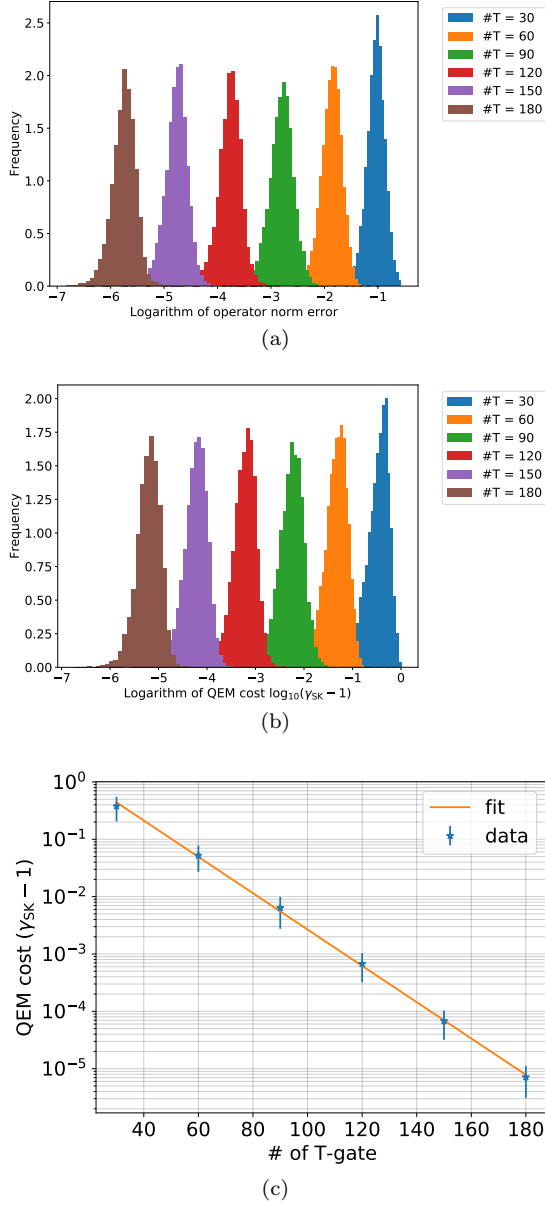 2.5
2.0
1.5
1.0
0.5
0.0
Frequency
−7 −6 −5 −4 −3 −2 −1
Logarithm of operator norm error
#T = 30
#T = 60
#T = 90
#T = 120
#T = 150
#T = 180
(a)
2.00
1.75
1.50
1.25
1.00
0.75
0.50
0.25
0.00
Frequency
−7 −6 −5 −4 −3 −2 −1 0
Logarithm of QEM cost log₁₀(γSK − 1)
#T = 30
#T = 60
#T = 90
#T = 120
#T = 150
#T = 180
(b)
10⁰
10⁻¹
10⁻²
10⁻³
10⁻⁴
10⁻⁵
QEM cost (γSK − 1)
fit
data
40 60 80 100 120 140 160 180
# of T-gate
(c)